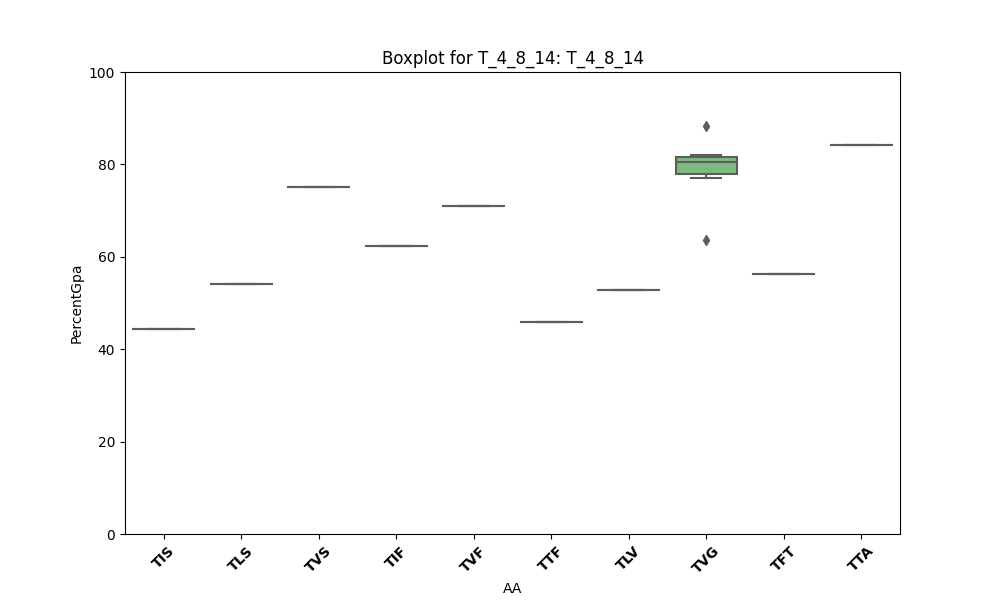 Boxplot for T_4_8_14: T_4_8_14
100
80
60
40
20
0
PercentGpa
TIS
TLS
TVS
TIF
TVF
TTF
TLV
TVG
TFT
TTA
AA